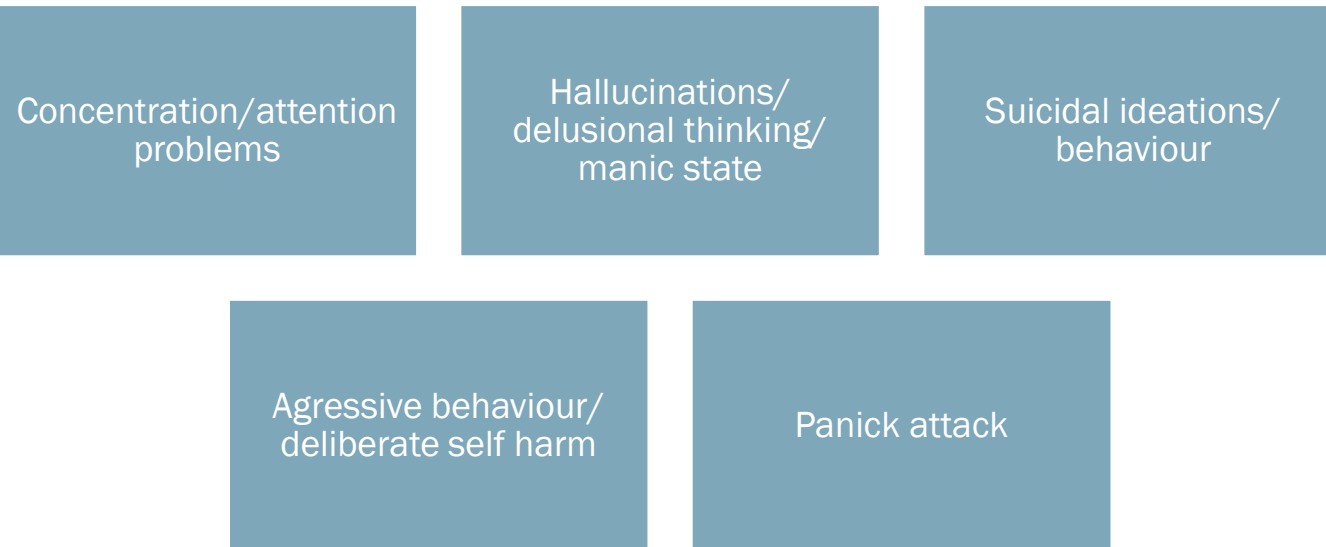 Concentration/attention
problems
Hallucinations/
delusional thinking/
manic state
Suicidal ideations/
behaviour
Agressive behaviour/
deliberate self harm
Panick attack